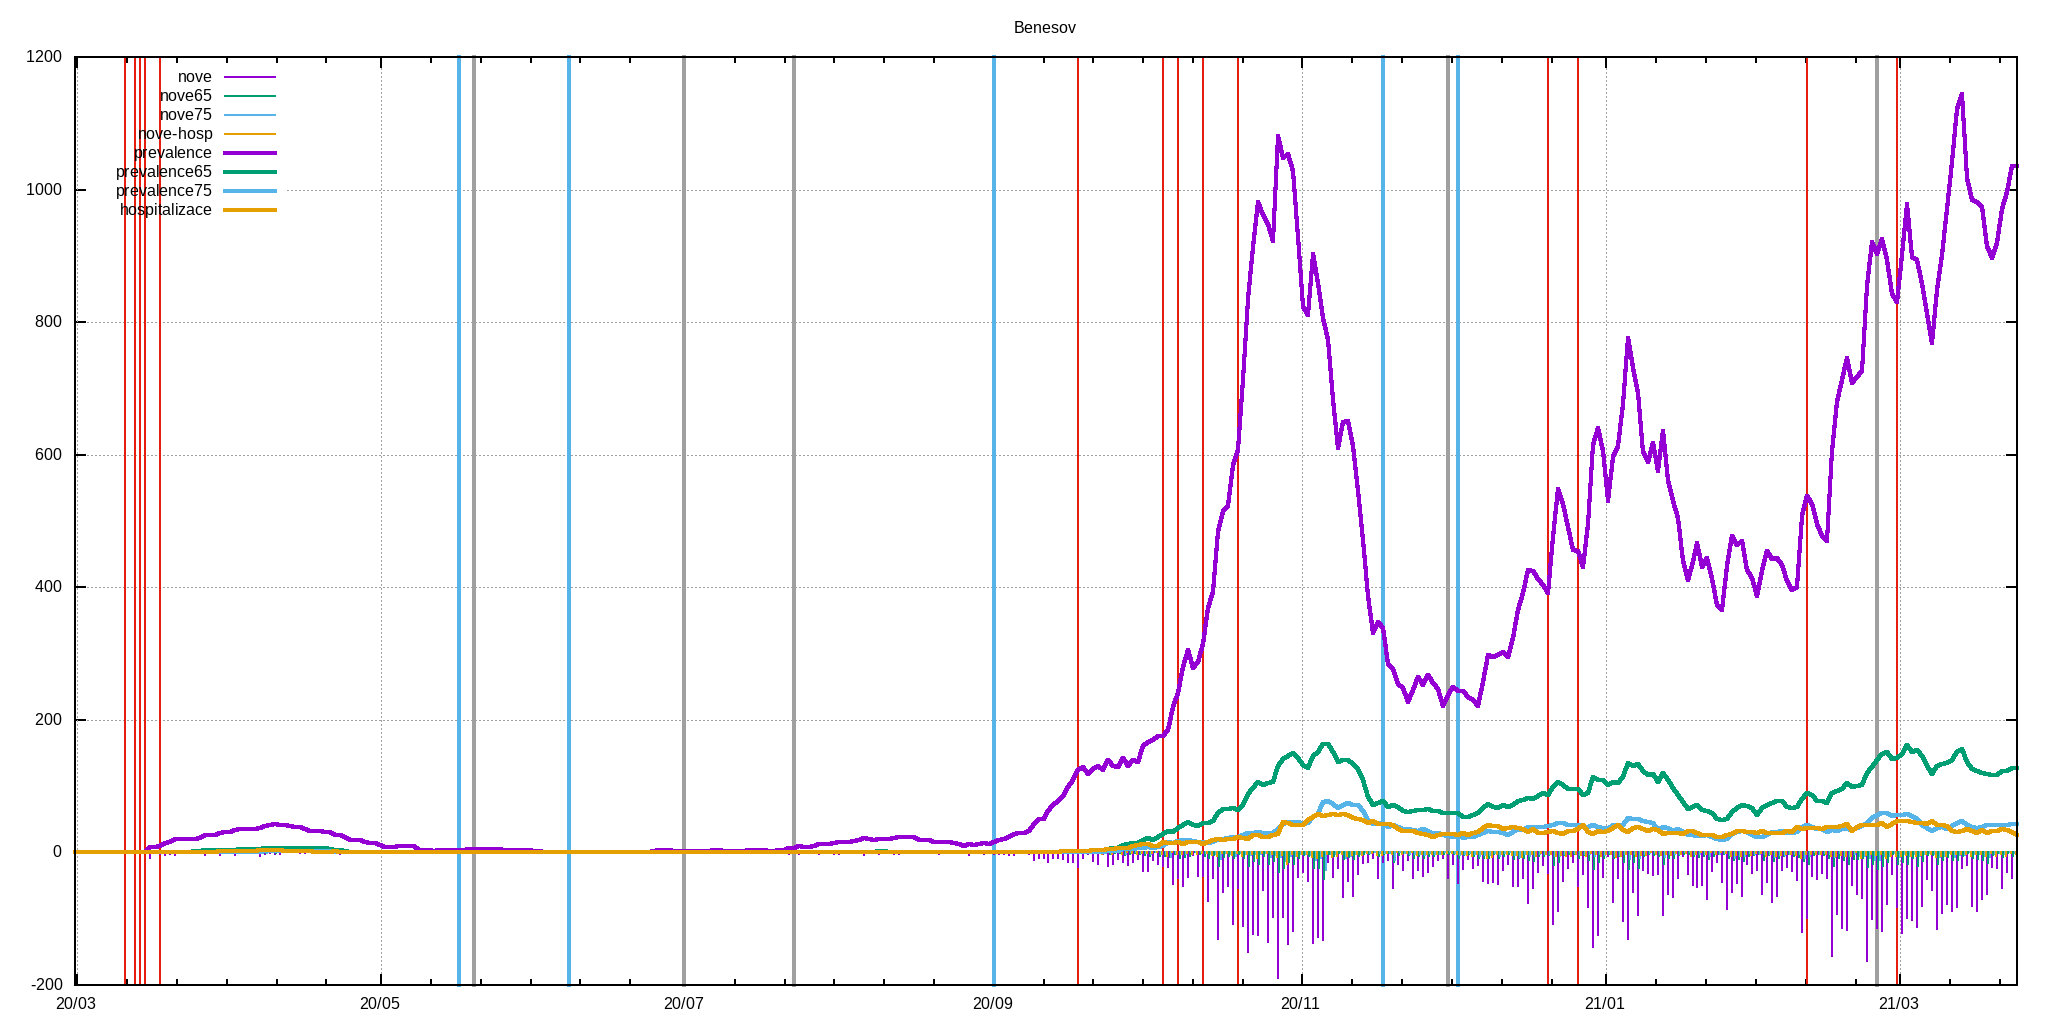 Benesov
1200
1000
800
600
400
200
0
-200
nove
nove65
nove75
nove-hosp
prevalence
prevalence65
prevalence75
hospitalizace
20/03 20/05 20/07 20/09 20/11 21/01 21/03